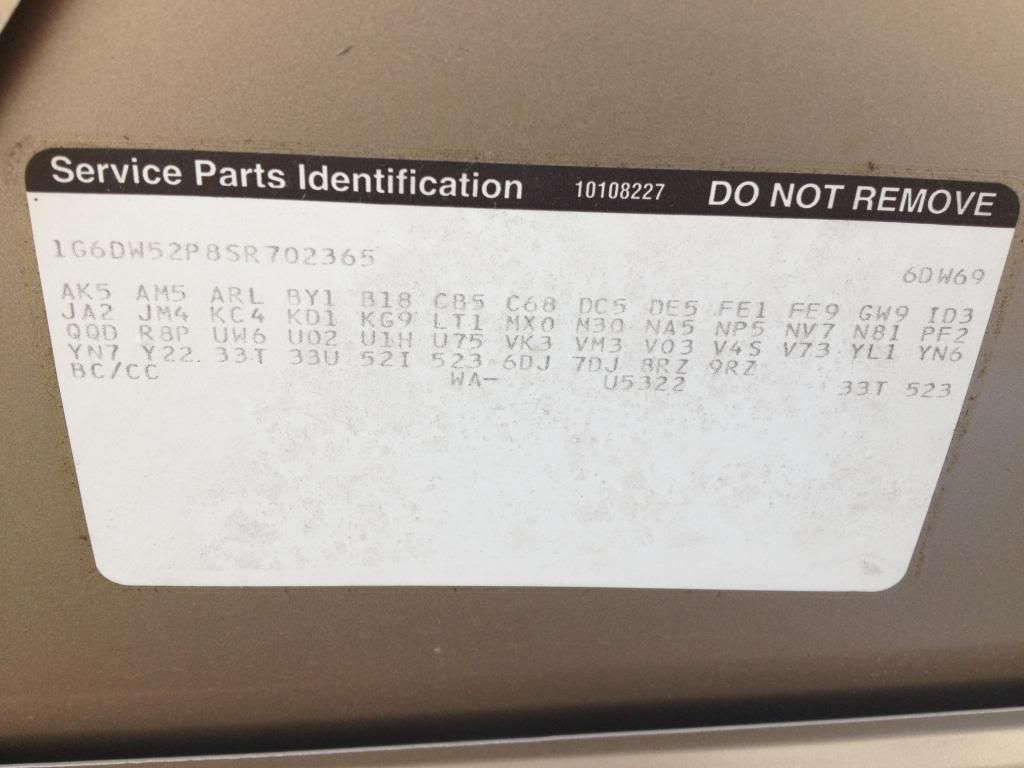 Service Parts Identification 10108227 DO NOT REMOVE
1G6DW52P8SR702365 6DW69
AK5 AM5 ARL BY1 B18 CB5 C68 DC5 DE5 FE1 FE9 GW9 ID3
JA2 JM4 KC4 KD1 KG9 LT1 MX0 M30 NA5 NP5 NV7 N81 PF2
QQD R8P UW6 U02 U1H U75 VK3 VM3 V03 V4S V73 YL1 YN6
YN7 Y22. 33T 33U 52I 523 6DJ 7DJ 8RZ 9RZ
BC/CC WA- U5322 33T 523